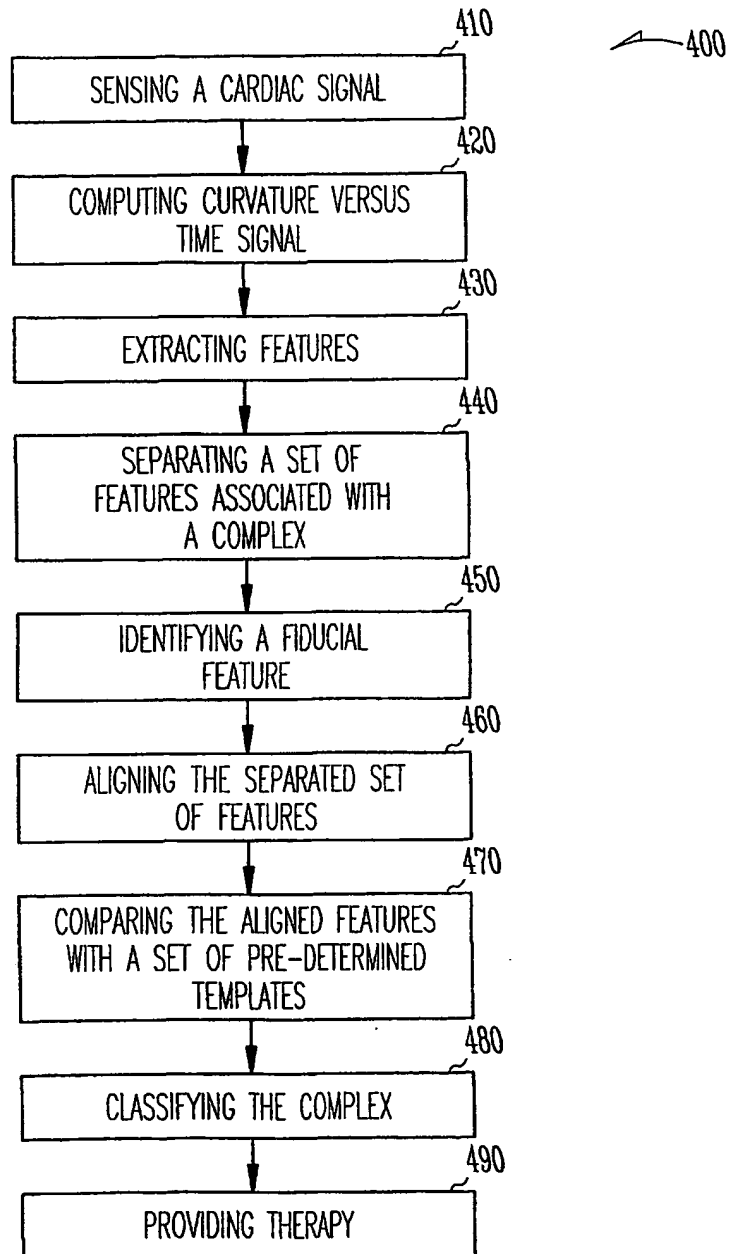 410
400
SENSING A CARDIAC SIGNAL
420
COMPUTING CURVATURE VERSUS
TIME SIGNAL
430
EXTRACTING FEATURES
440
SEPARATING A SET OF
FEATURES ASSOCIATED WITH
A COMPLEX
450
IDENTIFYING A FIDUCIAL
FEATURE
460
ALIGNING THE SEPARATED SET
OF FEATURES
470
COMPARING THE ALIGNED FEATURES
WITH A SET OF PRE-DETERMINED
TEMPLATES
480
CLASSIFYING THE COMPLEX
490
PROVIDING THERAPY